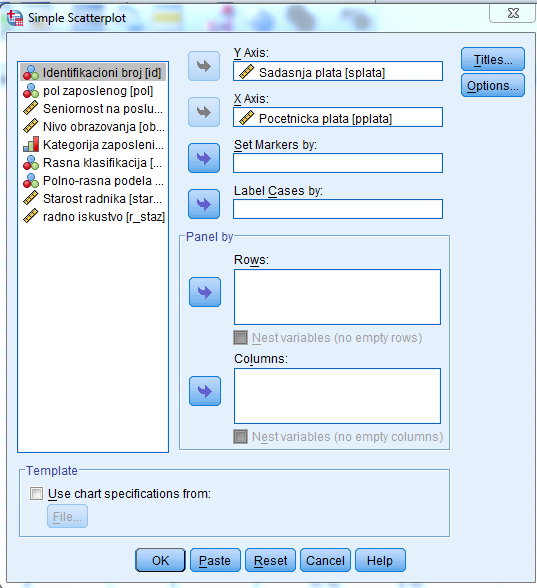 Simple Scatterplot
Identifikacioni broj [id]
pol zaposlenog [pol]
Seniornost na poslu...
Nivo obrazovanja [ob...
Kategorija zaposleni...
Rasna klasifikacija [...
Polno-rasna podela ...
Starost radnika [star...
radno iskustvo [r_staz]
Y Axis:
Sadasnja plata [splata]
X Axis:
Pocetnicka plata [pplata]
Set Markers by:
Label Cases by:
Panel by
Rows:
Nest variables (no empty rows)
Columns:
Nest variables (no empty columns)
Titles...
Options...
Template
Use chart specifications from:
File...
OK Paste Reset Cancel Help